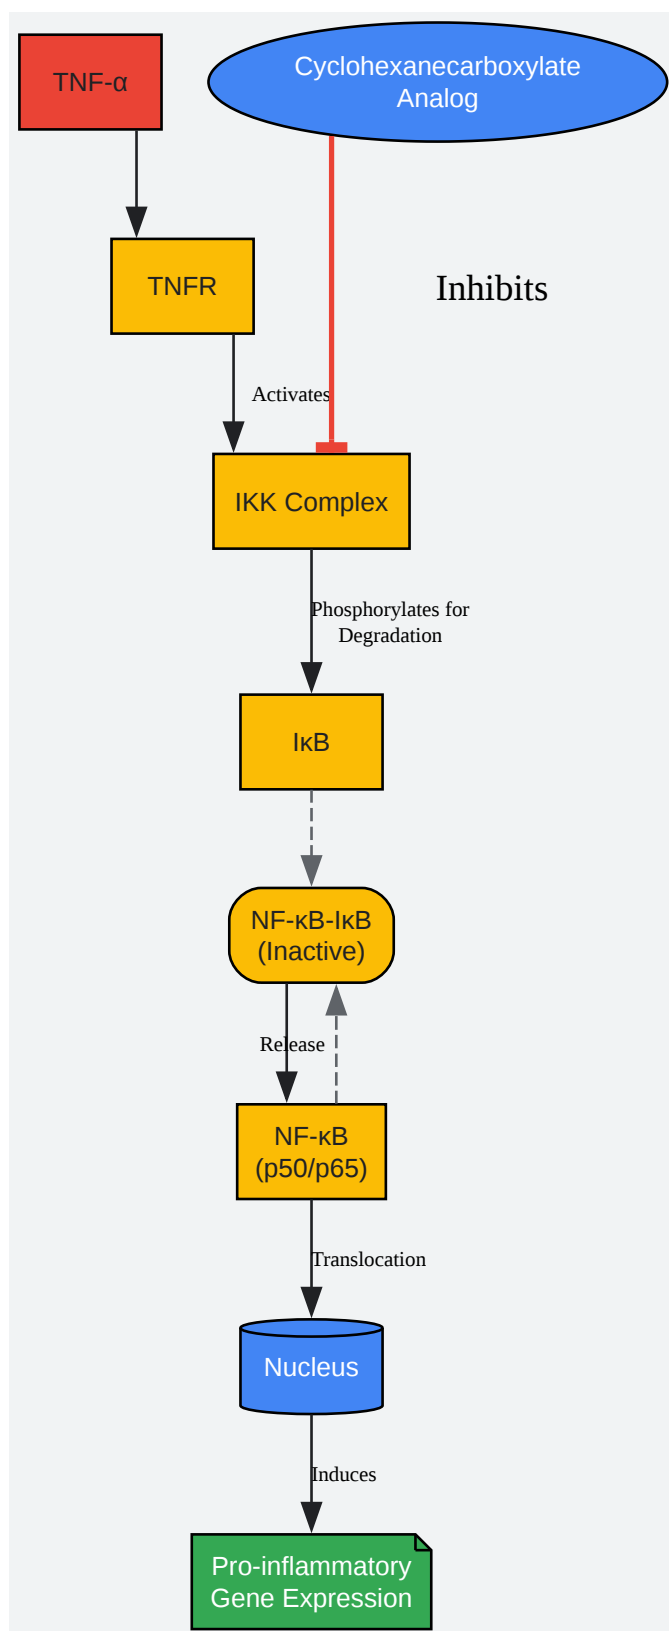 TNF-α
Cyclohexanecarboxylate
Analog
TNFR
Inhibits
Activates
IKK Complex
Phosphorylates for
Degradation
IκB
NF-κB-IκB
(Inactive)
Release
NF-κB
(p50/p65)
Translocation
Nucleus
Induces
Pro-inflammatory
Gene Expression